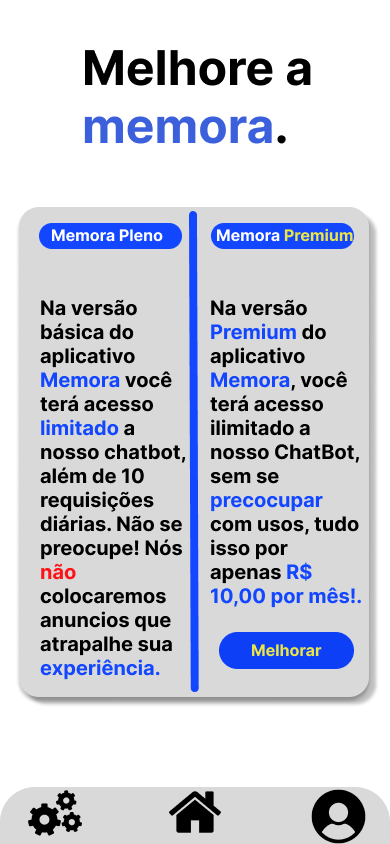 Melhore a
memora.
Memora Pleno
Na versão
básica do
aplicativo
Memora você
terá acesso
limitado a
nosso chatbot,
além de 10
requisições
diárias. Não se
preocupe! Nós
não
colocaremos
anuncios que
atrapalhe sua
experiência.
Memora Premium
Na versão
Premium do
aplicativo
Memora, você
terá acesso
ilimitado a
nosso ChatBot,
sem se
precocupar
com usos, tudo
isso por
apenas R$
10,00 por mês!.
Melhorar